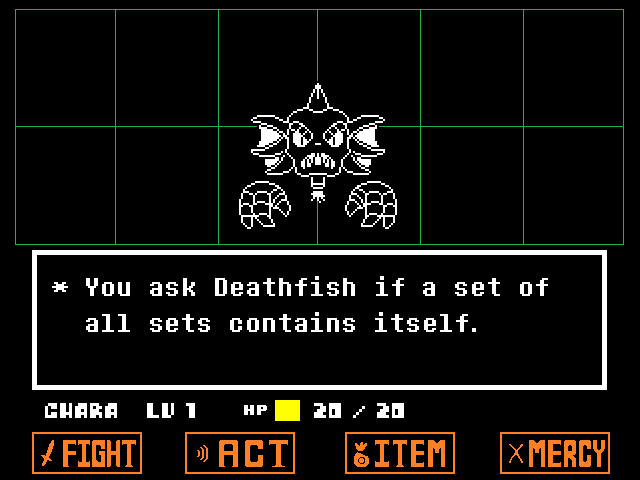 * You ask Deathfish if a set of
all sets contains itself.
CHARA LV 1 HP 20 / 20
FIGHT ACT ITEM MERCY